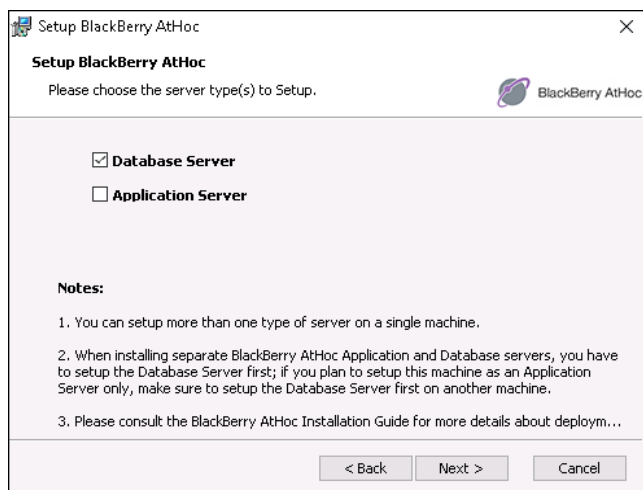 Setup BlackBerry AtHoc
Setup BlackBerry AtHoc
Please choose the server type(s) to Setup.
BlackBerry AtHoc
Database Server
Application Server
Notes:
1. You can setup more than one type of server on a single machine.
2. When installing separate BlackBerry AtHoc Application and Database servers, you have
to setup the Database Server first; if you plan to setup this machine as an Application
Server only, make sure to setup the Database Server first on another machine.
3. Please consult the BlackBerry AtHoc Installation Guide for more details about deploym...
< Back
Next >
Cancel